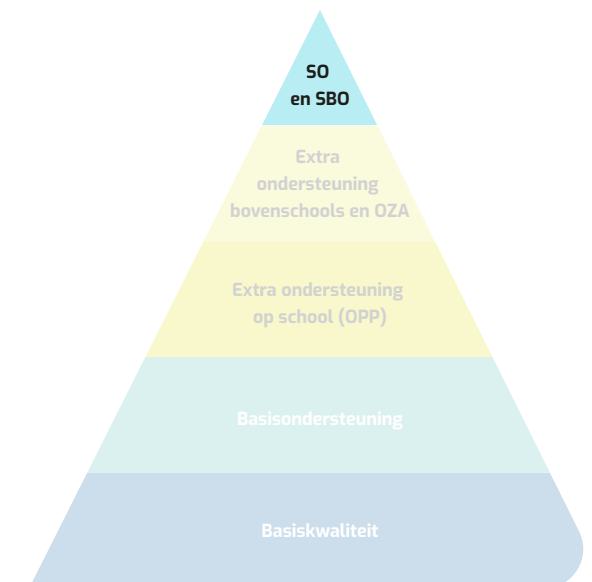 SO
en SBO
Extra
ondersteuning
bovenschools en OZA
Extra ondersteuning
op school (OPP)
Basisondersteuning
Basiskwaliteit